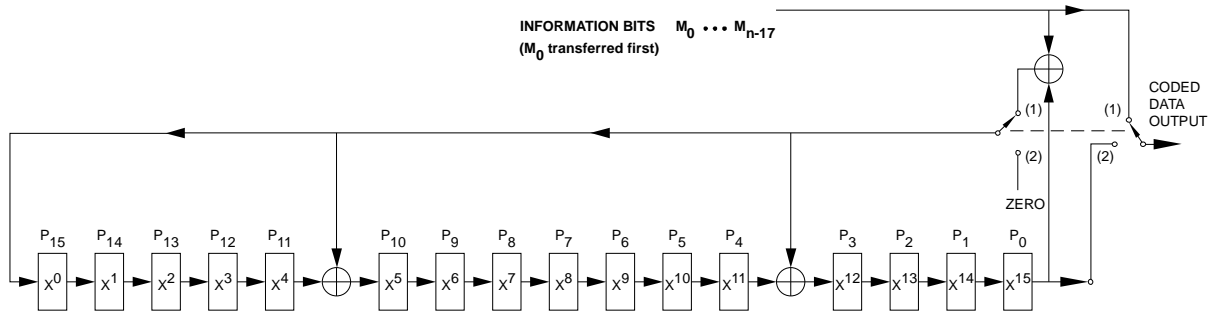 INFORMATION BITS M0 • • • Mn-17
(M0 transferred first)
CODED
DATA
OUTPUT
(1) (1)
(2) (2)
ZERO
P15 P14 P13 P12 P11 P10 P9 P8 P7 P6 P5 P4 P3 P2 P1 P0
X0 X1 X2 X3 X4 X5 X6 X7 X8 X9 X10 X11 X12 X13 X14 X15